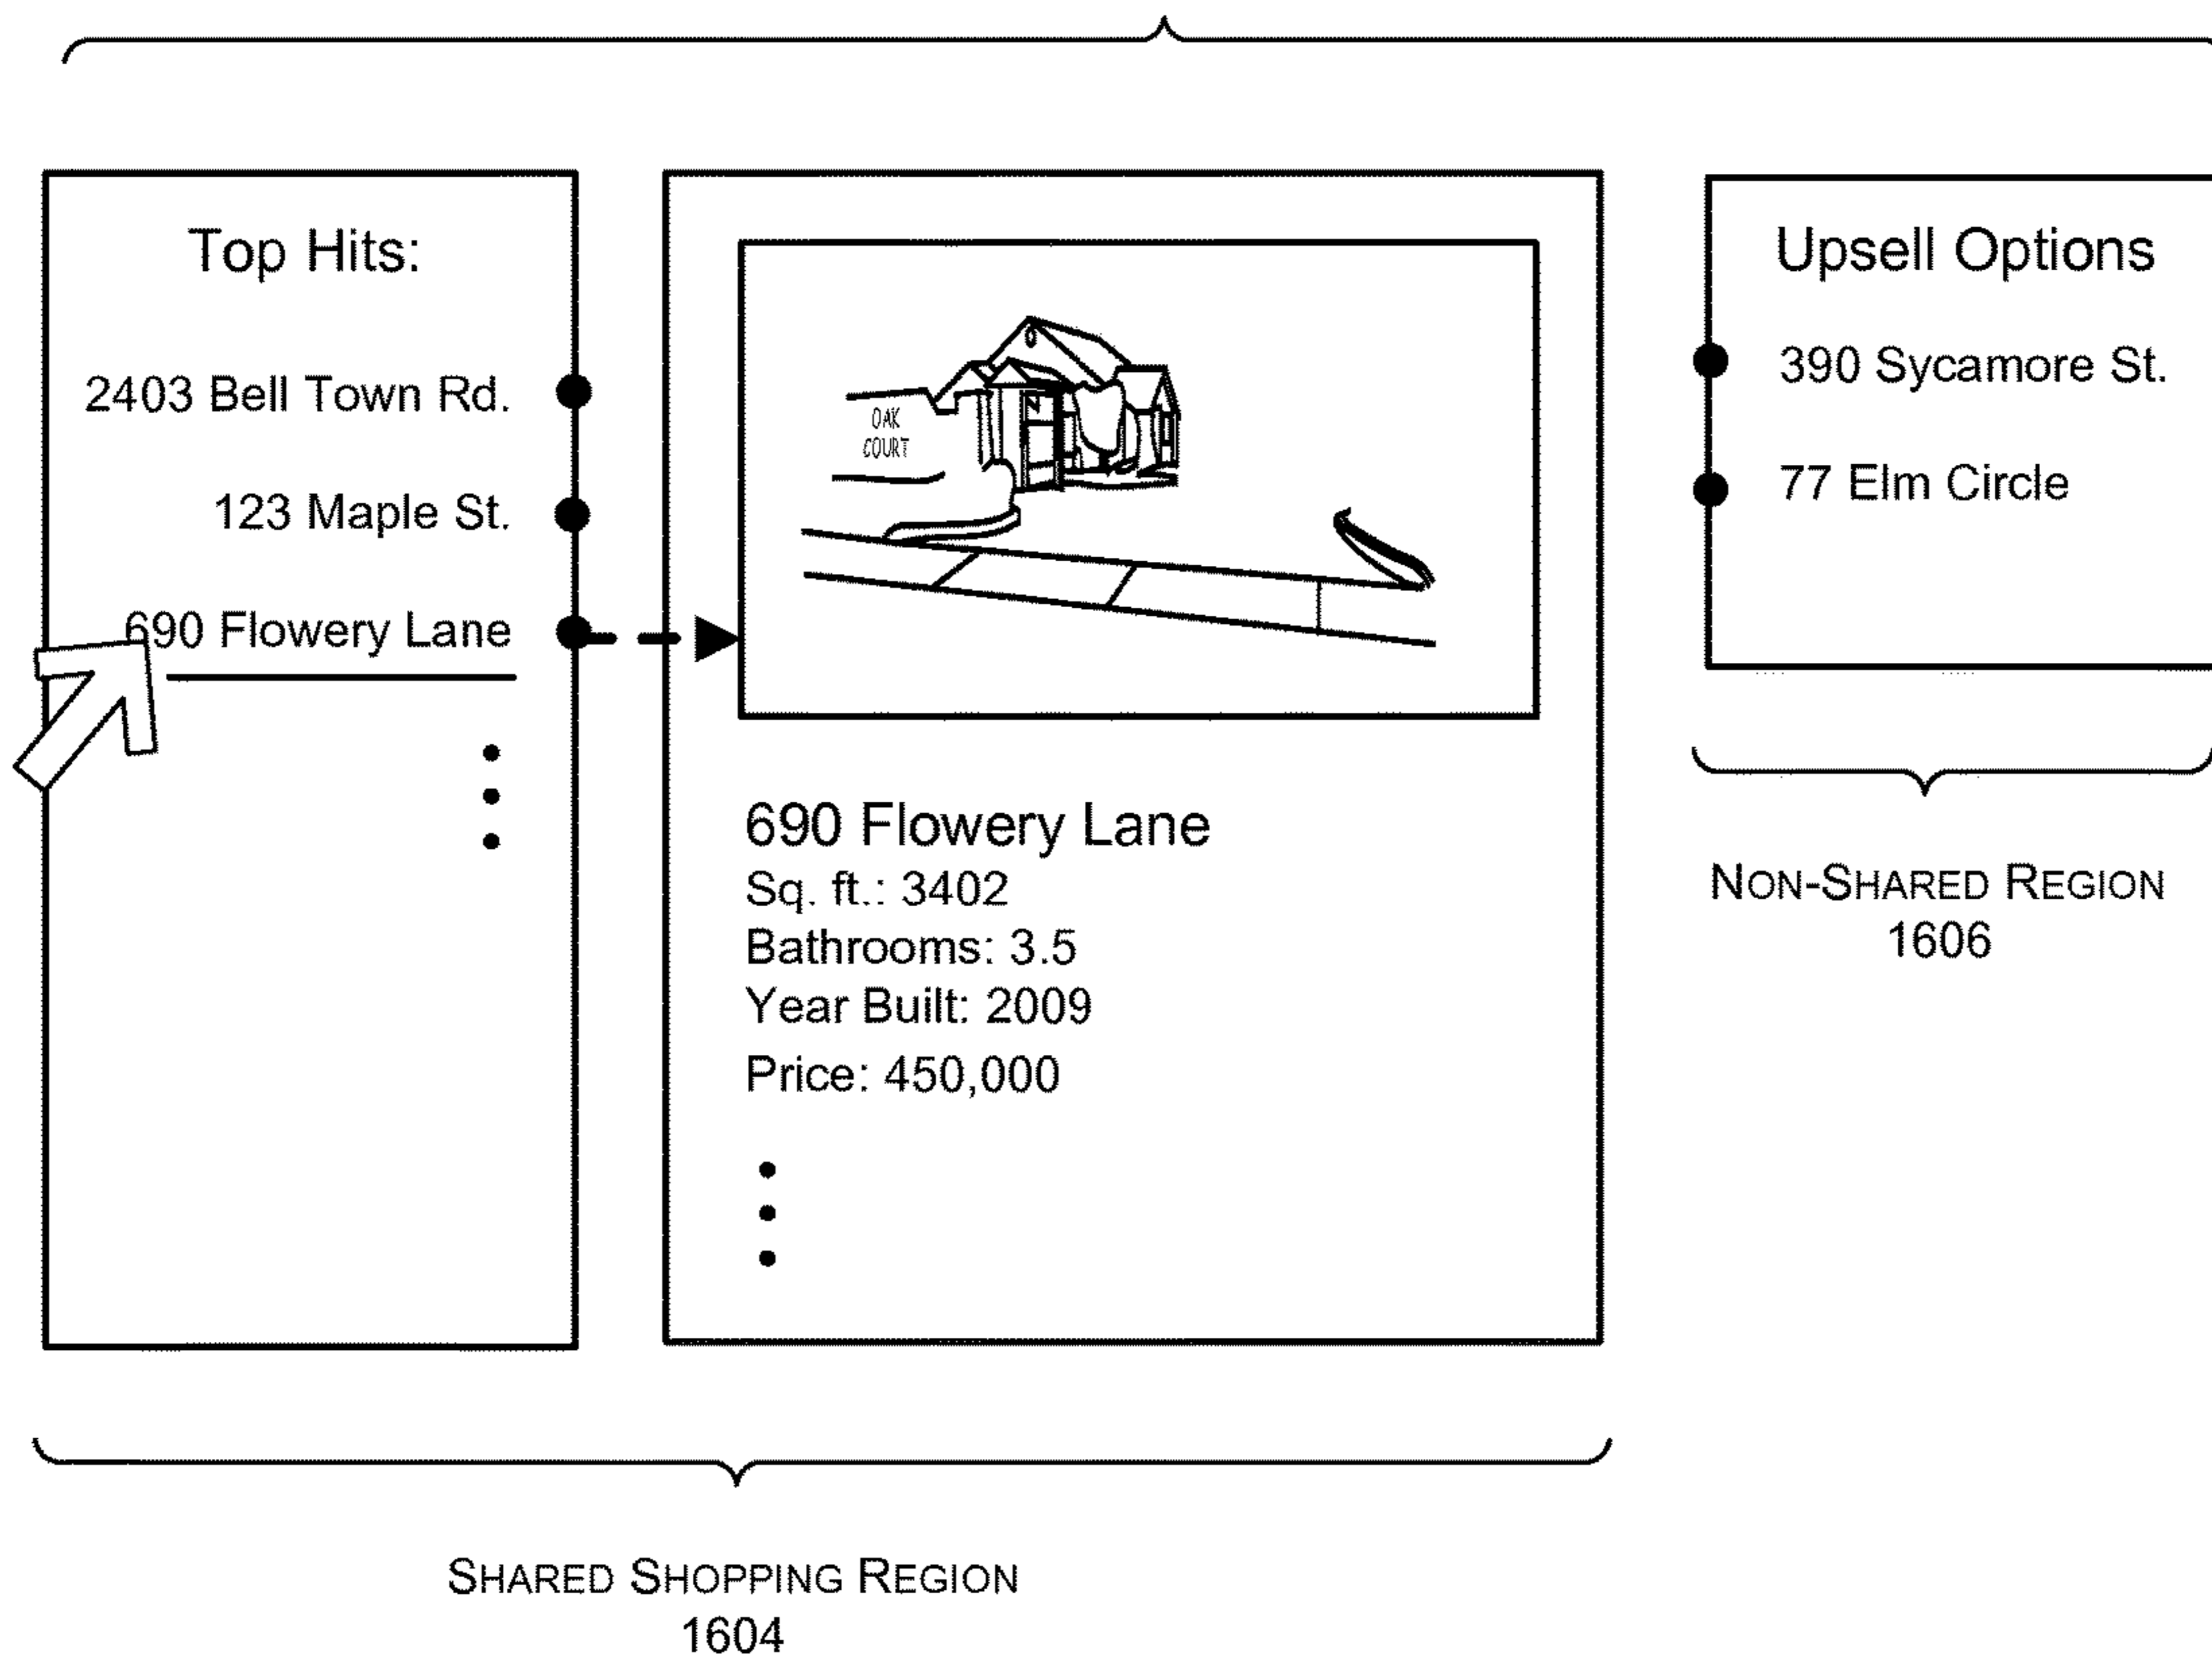 Top Hits:
2403 Bell Town Rd.
123 Maple St.
690 Flowery Lane
OAK
COURT
690 Flowery Lane
Sq. ft.: 3402
Bathrooms: 3.5
Year Built: 2009
Price: 450,000
Upsell Options
390 Sycamore St.
77 Elm Circle
NON-SHARED REGION
1606
SHARED SHOPPING REGION
1604